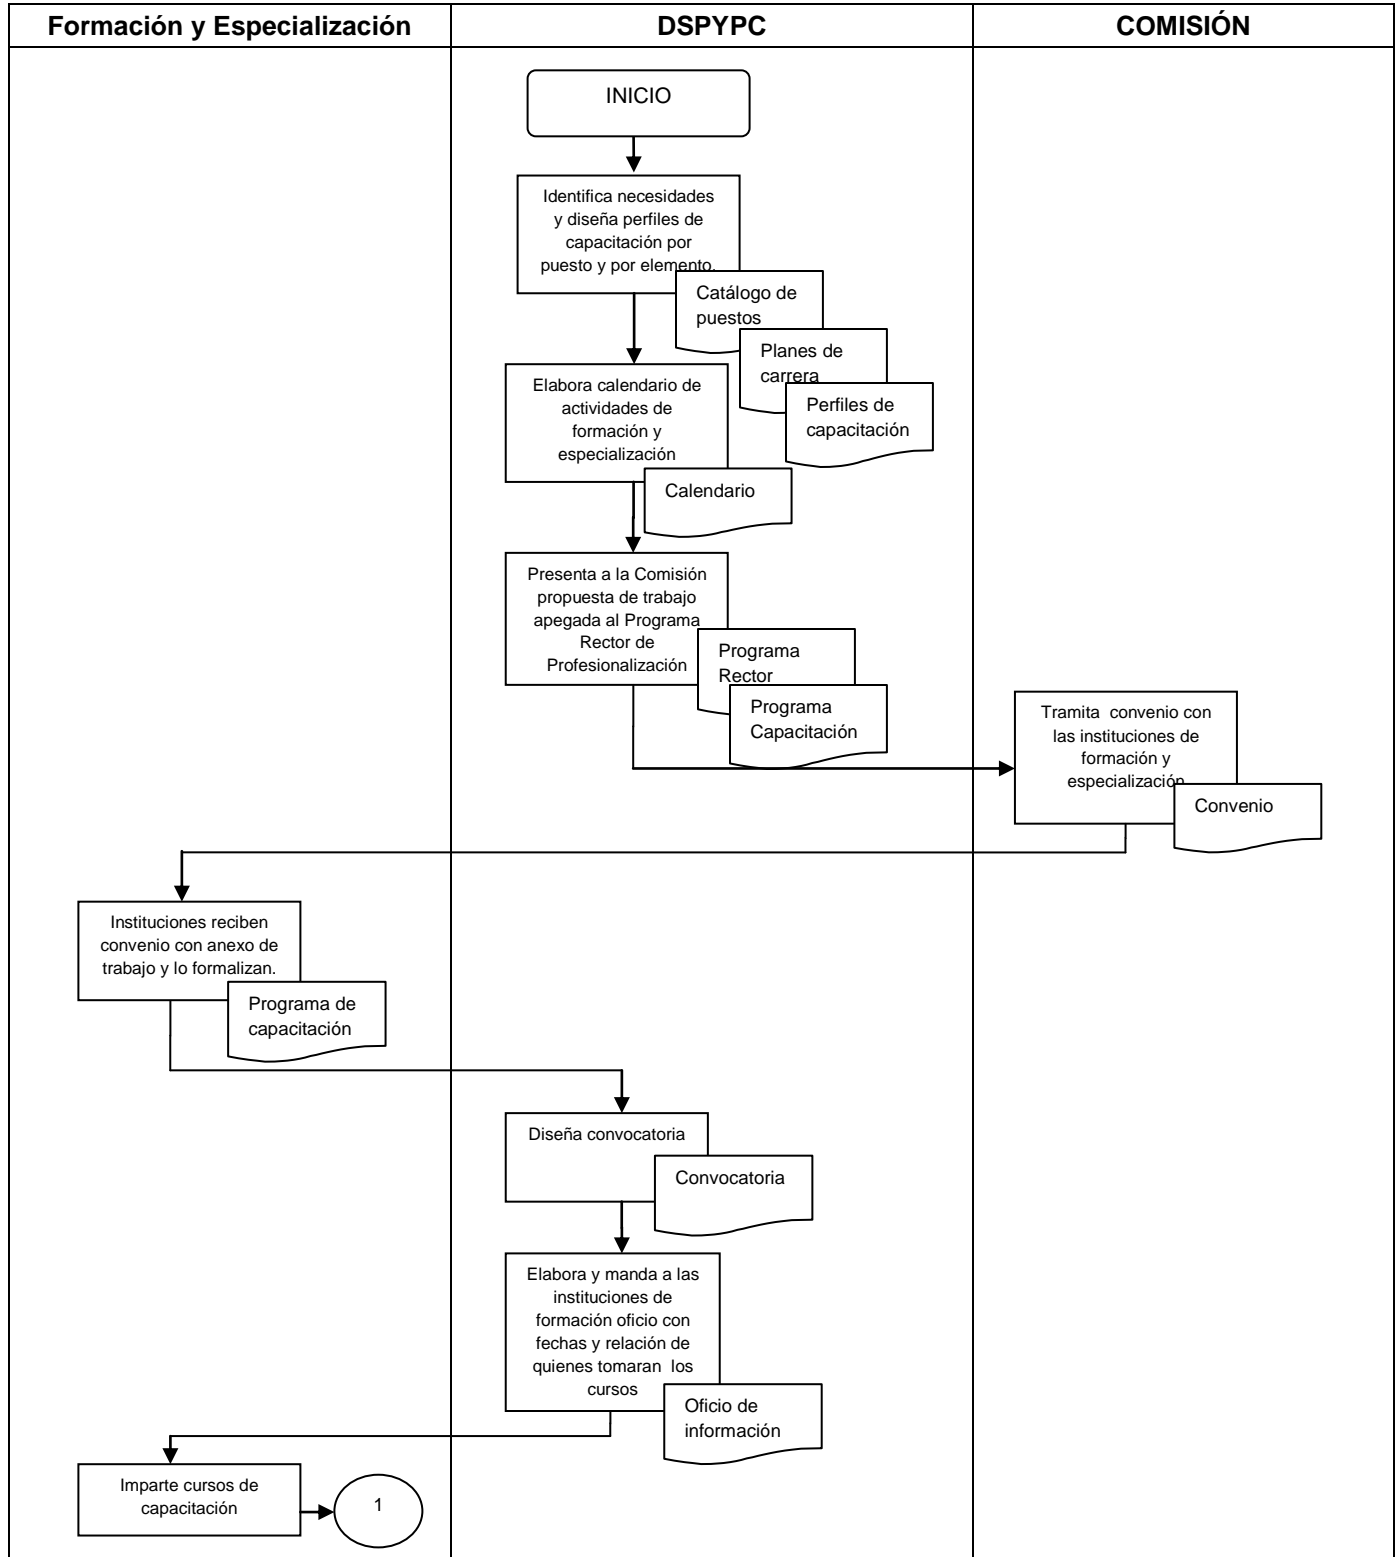 Formación y Especialización
DSPYPC
COMISIÓN
INICIO
Identifica necesidades
y diseña perfiles de
capacitación por
puesto y por elemento.
Catálogo de
puestos
Planes de
carrera
Perfiles de
capacitación
Elabora calendario de
actividades de
formación y
especialización
Calendario
Presenta a la Comisión
propuesta de trabajo
apegada al Programa
Rector de
Profesionalización
Programa
Rector
Programa
Capacitación
Tramita convenio con
las instituciones de
formación y
especialización
Convenio
Instituciones reciben
convenio con anexo de
trabajo y lo formalizan.
Programa de
capacitación
Diseña convocatoria
Convocatoria
Elabora y manda a las
instituciones de
formación oficio con
fechas y relación de
quienes tomaran los
cursos
Oficio de
información
Imparte cursos de
capacitación
1